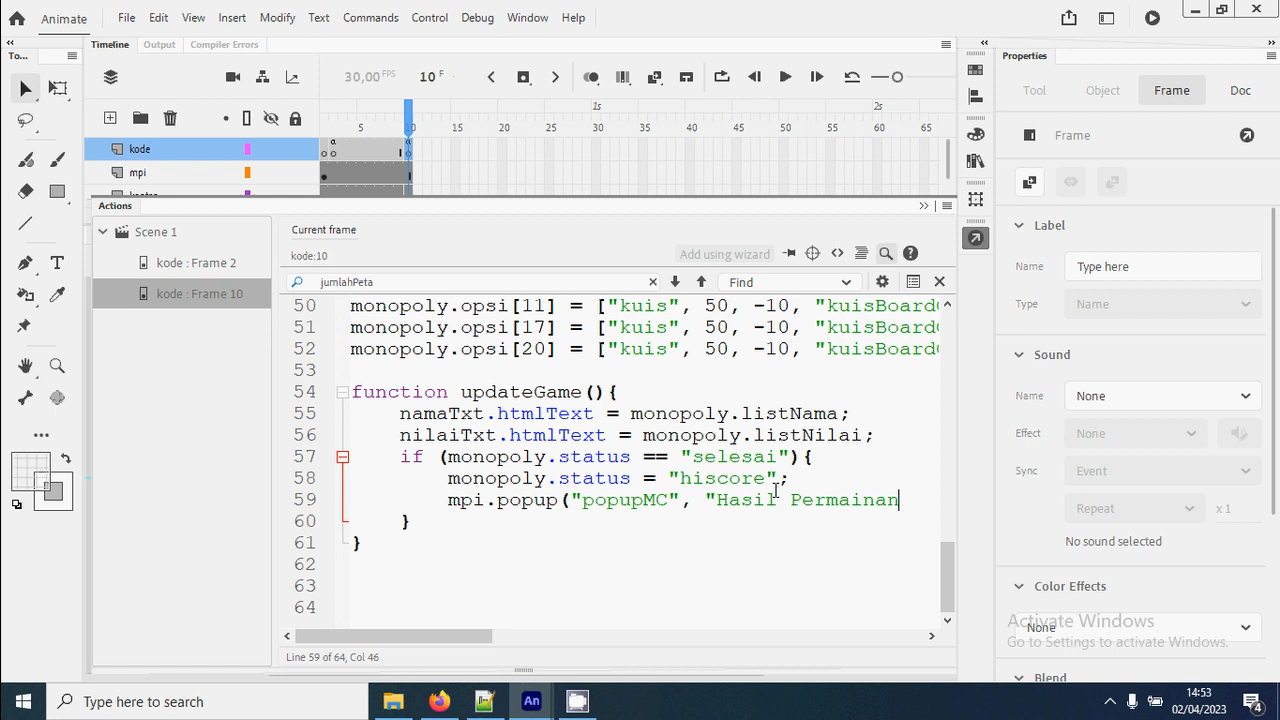 Animate
File Edit View Insert Modify Text Commands Control Debug Window Help
Timeline Output Compiler Errors
To...
30,00 FPS 10 F
1s 2s
5 10 15 20 25 30 35 40 45 50 55 60 65
kode
mpi
Actions
Scene 1
kode : Frame 2
kode : Frame 10
Current frame
kode:10
Add using wizard
jumlahPeta
Find
50 monopoly.opsi[11] = ["kuis", 50, -10, "kuisBoard
51 monopoly.opsi[17] = ["kuis", 50, -10, "kuisBoard
52 monopoly.opsi[20] = ["kuis", 50, -10, "kuisBoard
53
54 function updateGame(){
55 namaTxt.htmlText = monopoly.listNama;
56 nilaiTxt.htmlText = monopoly.listNilai;
57 if (monopoly.status == "selesai"){
58 monopoly.status = "hiscore";
59 mpi.popup("popupMC", "Hasil Permainan
60 }
61 }
62
63
64
Line 59 of 64, Col 46
Properties
Tool Object Frame Doc
Frame
Label
Name Type here
Type Name
Sound
Name: None
Effect None
Sync Event
Repeat x 1
No sound selected
Color Effects
None
Activate Windows
Go to Settings to activate Windows.
Blend
Type here to search
An
14:53
02/04/2023
4